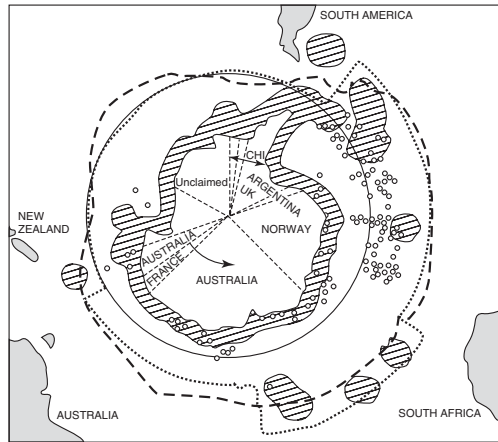 SOUTH AMERICA
CHI
Unclaimed
ARGENTINA
UK
NEW
ZEALAND
NORWAY
AUSTRALIA
FRANCE
AUSTRALIA
AUSTRALIA
SOUTH AFRICA